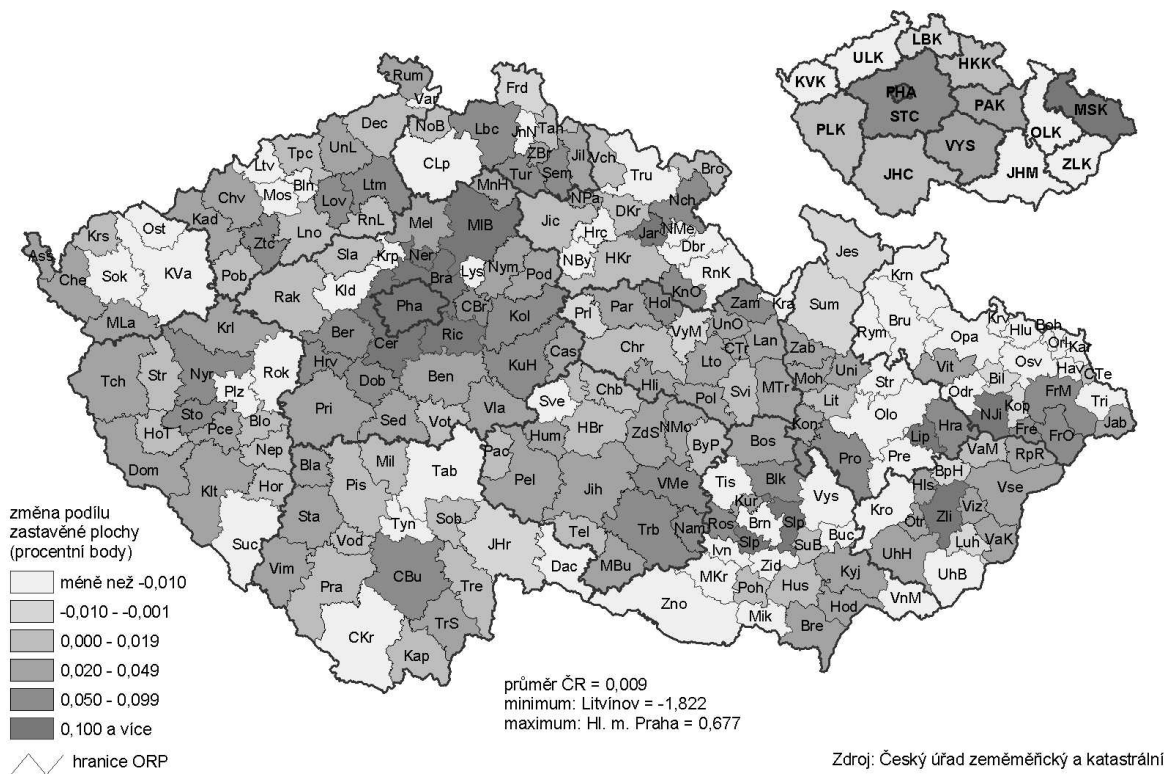 Rum
Var
Frd
Dec
NoB
Lbc
JnN
Tan
LBK
ULK
HKK
KVK
PHA
STC
PAK
MSK
PLK
OLK
VYS
JHC
JHM
ZLK
Ltv
Tpc
UnL
CLp
ZBr
Jil
Vch
Tur
Sem
Tru
Bro
Mos
Bln
Chv
Lov
Ltm
MnH
NPa
Nch
Kad
RnL
Mel
MlB
Jic
DKr
Jar
NMe
Krs
Ost
Lno
Ztc
Hrc
Dbr
Ass
Che
Sok
KVa
Pob
Sla
Krp
Ner
Bra
Lys
Nym
Pod
NBy
HKr
RnK
Jes
Rak
Kld
Pha
CBr
Kol
Prl
Par
Hol
KnO
Zam
Kra
Sum
Krn
MLa
Krl
Ber
Cer
Ric
VyM
UnO
Rym
Bru
Opa
Krv
Hlu
Boh
Orl
Kar
Tch
Str
Nyr
Rok
Hrv
Dob
Ben
KuH
Cas
Chr
Lto
CTr
Lan
Zab
Uni
Vit
Osv
Hav
CTe
Plz
Sto
Pce
Blo
HoT
Pri
Sed
Vot
Vla
Sve
Chb
Hli
Pol
Svi
MTr
Moh
Lit
Str
Olo
Odr
Bil
FrM
Tri
Nep
Hor
Dom
Klt
Bla
Mil
Tab
Pac
Hum
HBr
ZdS
NMo
ByP
Bos
Kon
Pro
Lip
Hra
NJi
Kop
Fre
FrO
Jab
Pis
Pel
Jih
VMe
Tis
Blk
Vys
Pre
BpH
VaM
RpR
Suc
Sta
Tyn
Sob
Kur
Kro
Hls
Vse
Vim
Vod
JHr
Tel
Trb
Nam
Ros
Brn
Slp
Slp
SuB
Buc
Otr
Zli
Viz
Pra
CBu
Tre
Dac
MBu
Ivn
Zid
UhH
Luh
VaK
CKr
TrS
Kap
Zno
MKr
Poh
Hus
Kyj
UhB
Mik
Bre
Hod
VnM
změna podílu
zastavěné plochy
(procentní body)
méně než -0,010
-0,010 - -0,001
0,000 - 0,019
0,020 - 0,049
0,050 - 0,099
0,100 a více
hranice ORP
průměr ČR = 0,009
minimum: Litvínov = -1,822
maximum: Hl. m. Praha = 0,677
Zdroj: Český úřad zeměměřický a katastrální